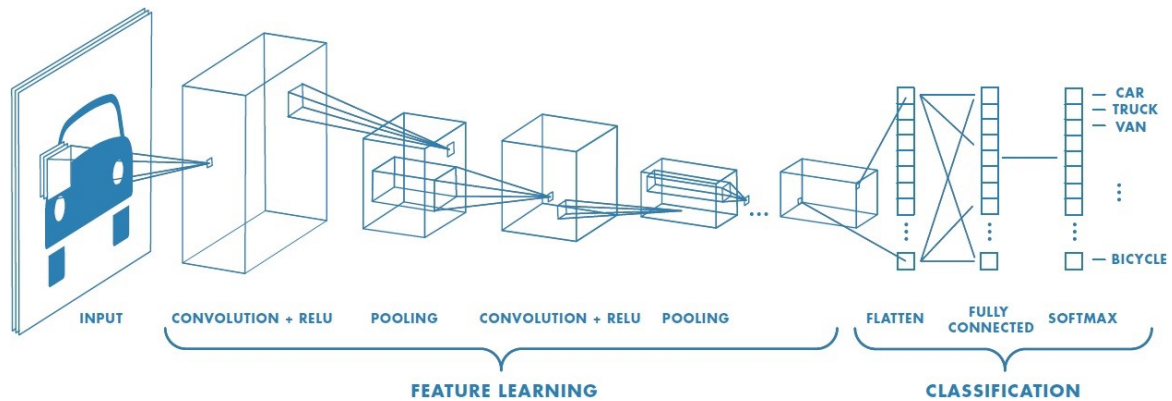 CAR
TRUCK
VAN
BICYCLE
INPUT
CONVOLUTION + RELU
POOLING
CONVOLUTION + RELU
POOLING
FLATTEN
FULLY
CONNECTED
SOFTMAX
FEATURE LEARNING
CLASSIFICATION